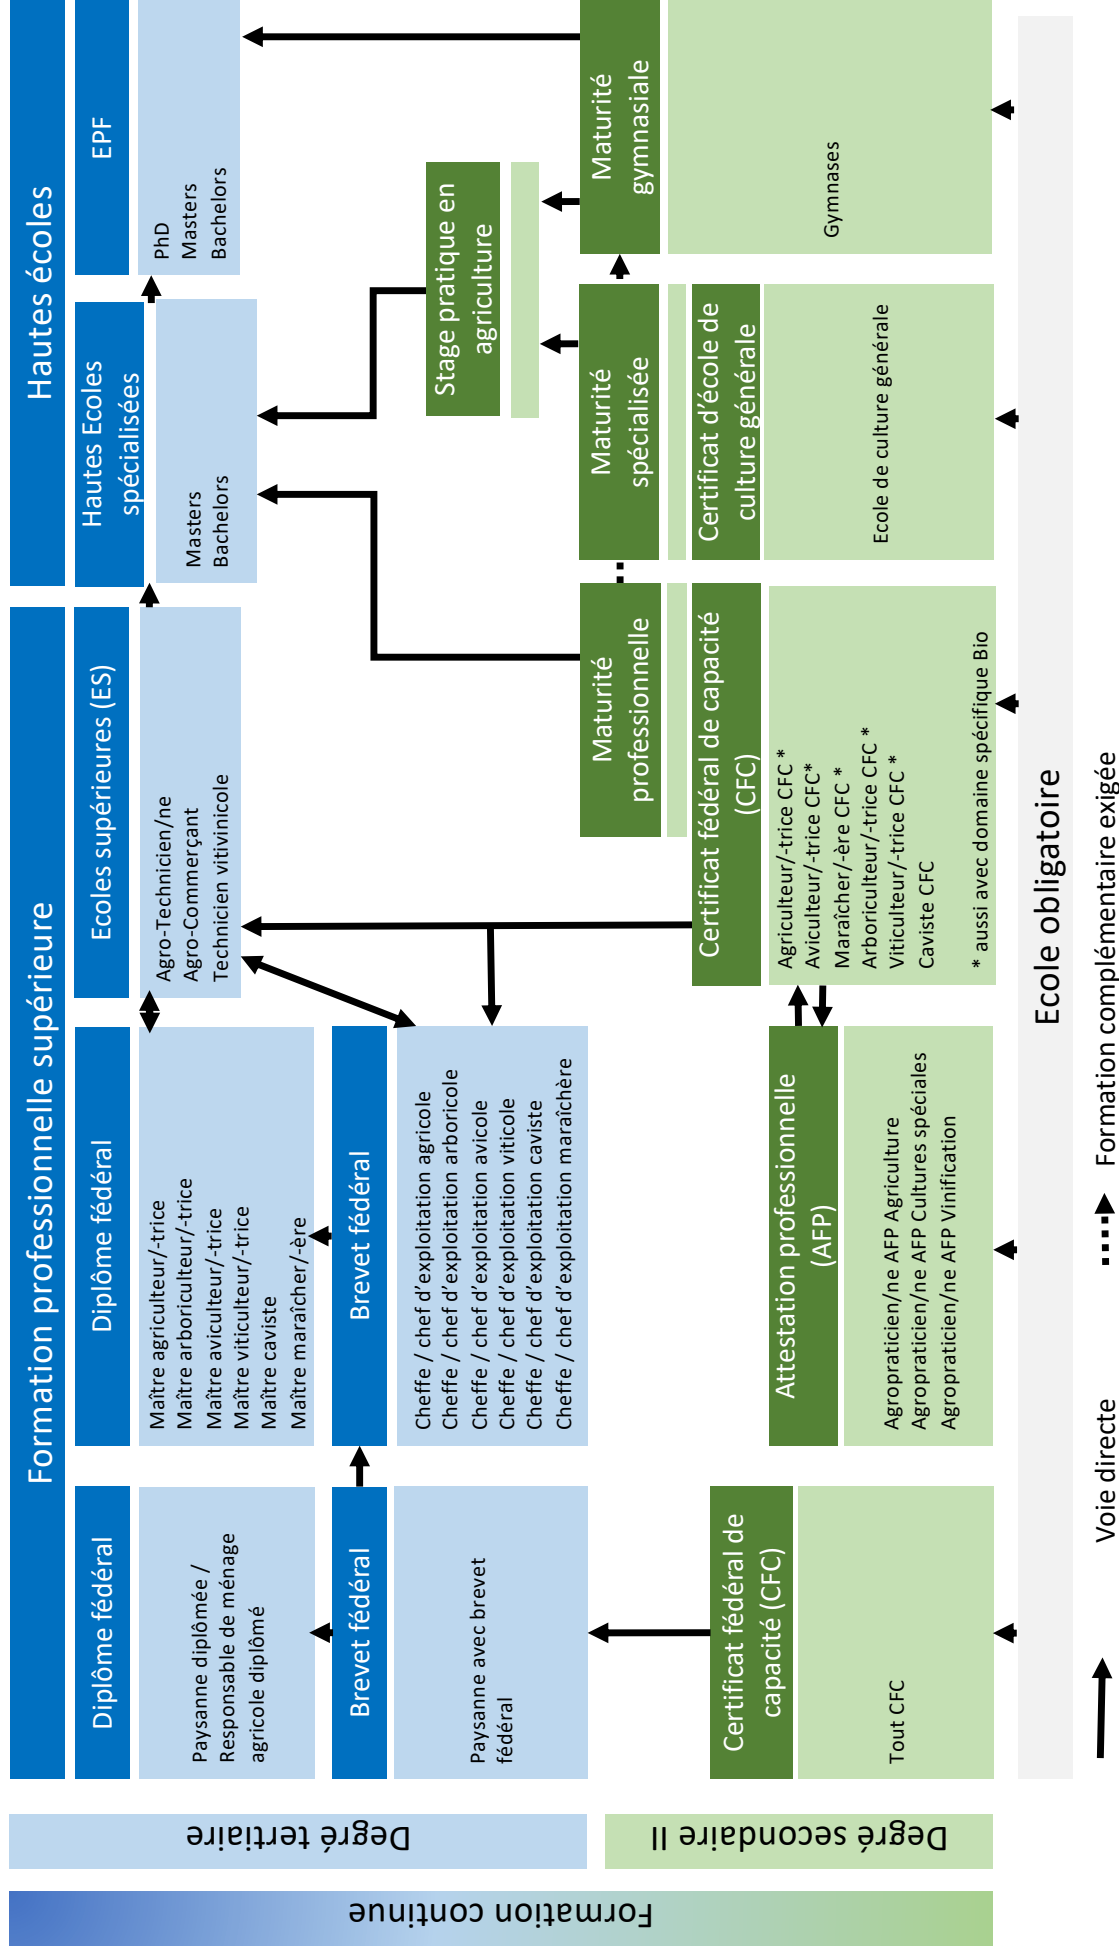 Formation professionnelle supérieure
Hautes écoles
Diplôme fédéral
Diplôme fédéral
Ecoles supérieures (ES)
Hautes Ecoles
spécialisées
EPF
Paysanne diplômée /
Responsable de ménage
agricole diplômé
Maître agriculteur/-trice
Maître arboriculteur/-trice
Maître aviculteur/-trice
Maître viticulteur/-trice
Maître caviste
Maître maraîcher/-ère
Agro-Technicien/ne
Agro-Commerçant
Technicien vitivinicole
Masters
Bachelors
PhD
Masters
Bachelors
Brevet fédéral
Brevet fédéral
Paysanne avec brevet
fédéral
Cheffe / chef d'exploitation agricole
Cheffe / chef d'exploitation arboricole
Cheffe / chef d'exploitation avicole
Cheffe / chef d'exploitation viticole
Cheffe / chef d'exploitation caviste
Cheffe / chef d'exploitation maraîchère
Stage pratique en
agriculture
Maturité
professionnelle
Maturité
spécialisée
Maturité
gymnasiale
Certificat fédéral de
capacité (CFC)
Attestation professionnelle
(AFP)
Certificat fédéral de capacité
(CFC)
Certificat d'école de
culture générale
Tout CFC
Agropraticien/ne AFP Agriculture
Agropraticien/ne AFP Cultures spéciales
Agropraticien/ne AFP Vinification
Agriculteur/-trice CFC *
Aviculteur/-trice CFC*
Maraîcher/-ère CFC *
Arboriculteur/-trice CFC *
Viticulteur/-trice CFC *
Caviste CFC
* aussi avec domaine spécifique Bio
Ecole de culture générale
Gymnases
Ecole obligatoire
Voie directe
Formation complémentaire exigée
Degré tertiaire
Degré secondaire II
Formation continue